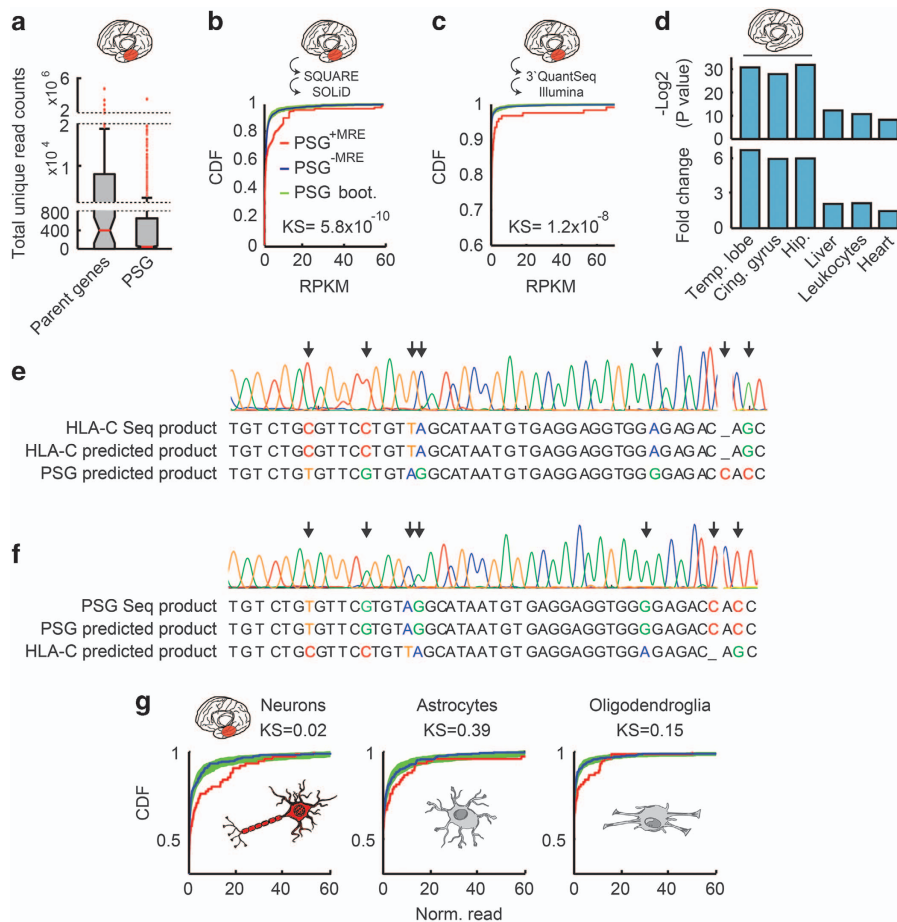 a
b
c
d
SQUARE
SOLiD
3`QuantSeq
Illumina
Total unique read counts
x10^6
6
4
2
x10^4
2
1
800
400
0
Parent genes
PSG
CDF
1
0.8
0.6
0.4
0.2
0
PSG+MRE
PSG-MRE
PSG boot.
KS= 5.8x10^-10
0
20
40
60
RPKM
CDF
1
0.9
0.8
0.7
0.6
KS= 1.2x10^-8
0
20
40
60
RPKM
-Log2
(P value)
30
20
10
0
Fold change
6
3
0
Temp. lobe
Cing. gyrus
Hip.
Liver
Leukocytes
Heart
e
HLA-C Seq product TGTCTGCGTTCCTGTTAGCATAATGTGAGGAGGTGGAGAGAC_AGC
HLA-C predicted product TGTCTGCGTTCCTGTTAGCATAATGTGAGGAGGTGGAGAGAC_AGC
PSG predicted product TGTCTGTGTTCGTGTAGGCATAATGTGAGGAGGTGGGGAGACCACC
f
PSG Seq product TGTCTGTGTTCGTGTAGGCATAATGTGAGGAGGTGGGGAGACCACC
PSG predicted product TGTCTGTGTTCGTGTAGGCATAATGTGAGGAGGTGGGGAGACCACC
HLA-C predicted product TGTCTGCGTTCCTGTTAGCATAATGTGAGGAGGTGGAGAGAC_AGC
g
Neurons
KS=0.02
Astrocytes
KS=0.39
Oligodendroglia
KS=0.15
CDF
1
0.5
0
20
40
60
1
0.5
0
20
40
60
1
0.5
0
20
40
60
Norm. read